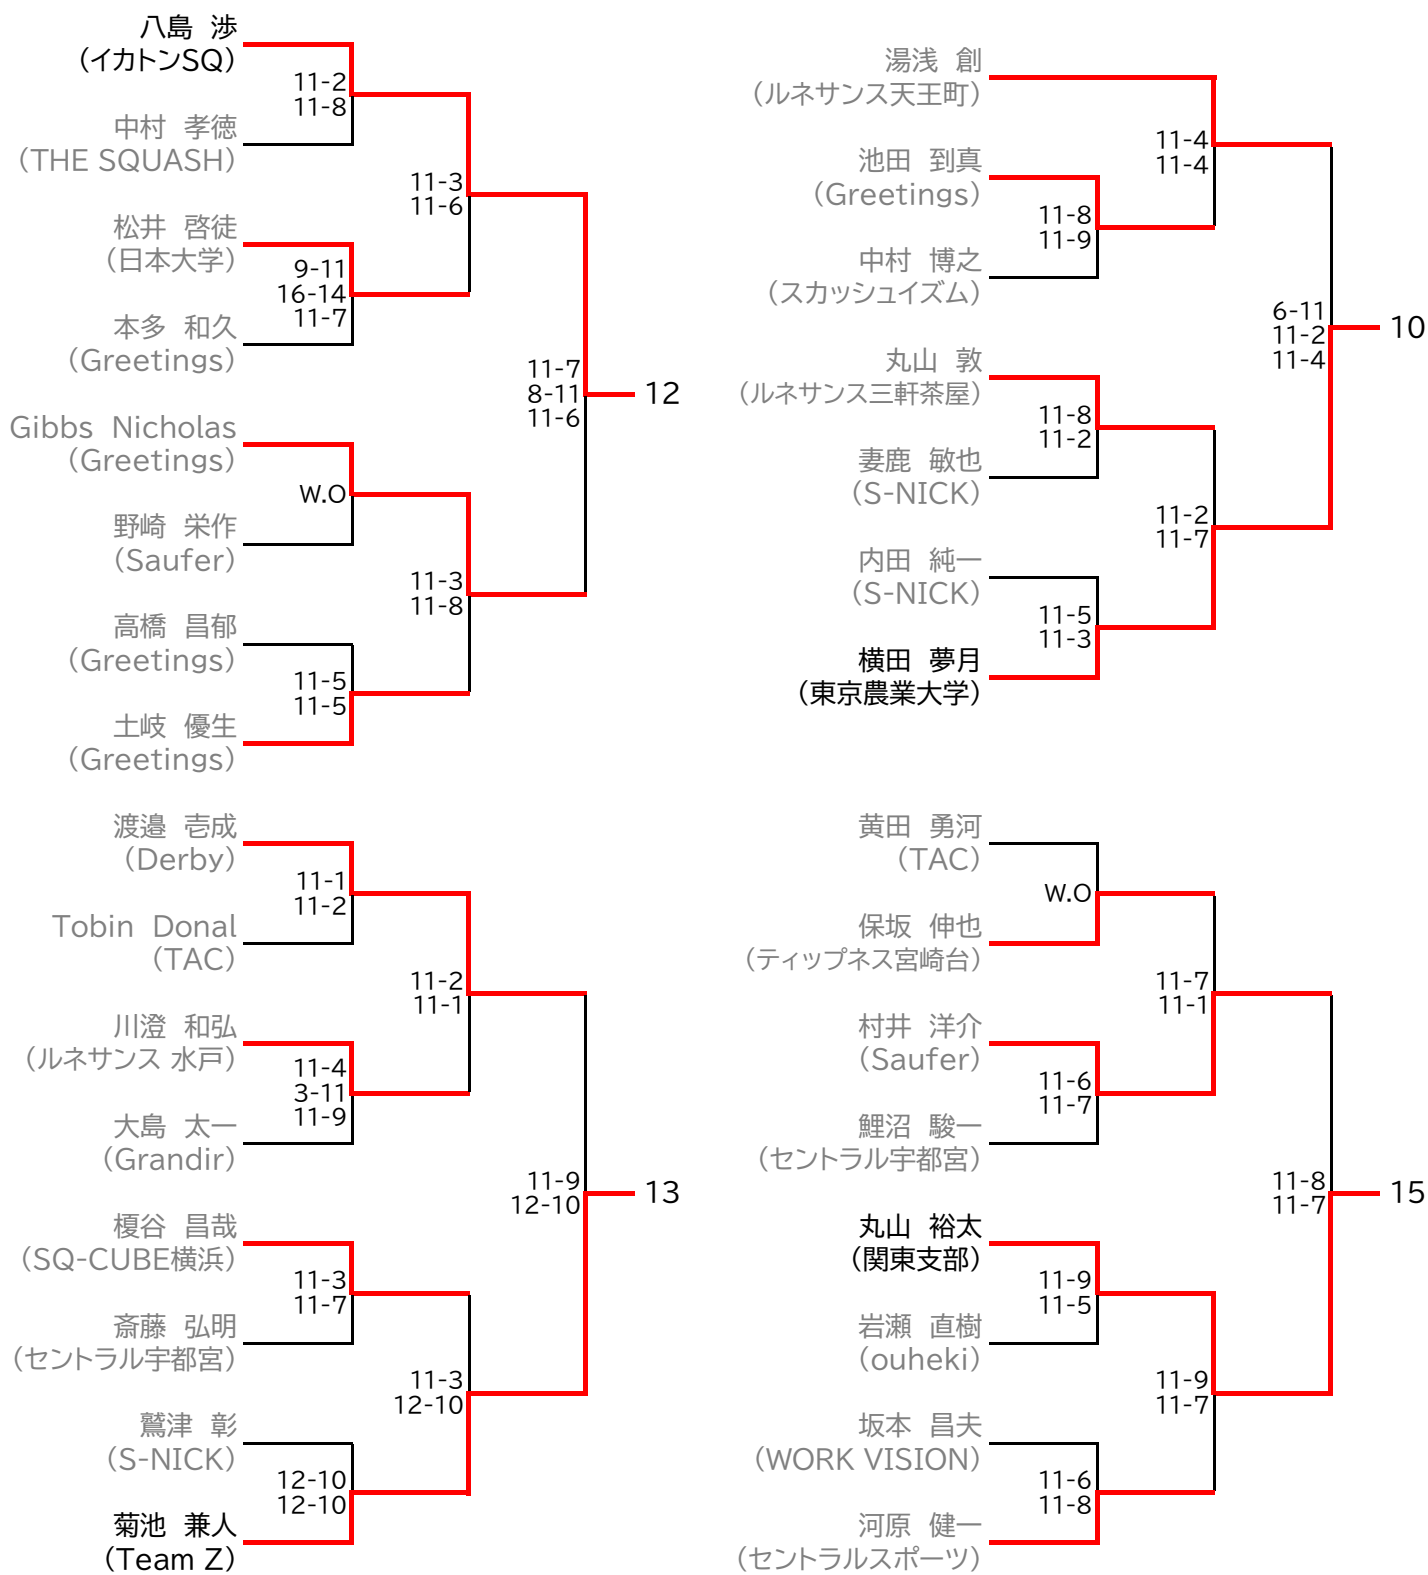 八島 渉
(イカトンSQ)
11-2
11-8
中村 孝徳
(THE SQUASH)
11-3
11-6
松井 啓徒
(日本大学)
9-11
16-14
11-7
本多 和久
(Greetings)
11-7
8-11
11-6
12
Gibbs Nicholas
(Greetings)
W.O
野崎 栄作
(Saufer)
11-3
11-8
高橋 昌郁
(Greetings)
11-5
11-5
土岐 優生
(Greetings)
湯浅 創
(ルネサンス天王町)
11-4
11-4
池田 到真
(Greetings)
11-8
11-9
中村 博之
(スカッシュイズム)
6-11
11-2
11-4
10
丸山 敦
(ルネサンス三軒茶屋)
11-8
11-2
妻鹿 敏也
(S-NICK)
11-2
11-7
内田 純一
(S-NICK)
11-5
11-3
横田 夢月
(東京農業大学)
渡邉 壱成
(Derby)
11-1
11-2
Tobin Donal
(TAC)
11-2
11-1
川澄 和弘
(ルネサンス 水戸)
11-4
3-11
11-9
大島 太一
(Grandir)
11-9
12-10
13
榎谷 昌哉
(SQ-CUBE横浜)
11-3
11-7
斎藤 弘明
(セントラル宇都宮)
11-3
12-10
鷲津 彰
(S-NICK)
12-10
12-10
菊池 兼人
(Team Z)
黄田 勇河
(TAC)
W.O
保坂 伸也
(ティップネス宮崎台)
11-7
11-1
村井 洋介
(Saufer)
11-6
11-7
鯉沼 駿一
(セントラル宇都宮)
11-8
11-7
15
丸山 裕太
(関東支部)
11-9
11-5
岩瀬 直樹
(ouheki)
11-9
11-7
坂本 昌夫
(WORK VISION)
11-6
11-8
河原 健一
(セントラルスポーツ)